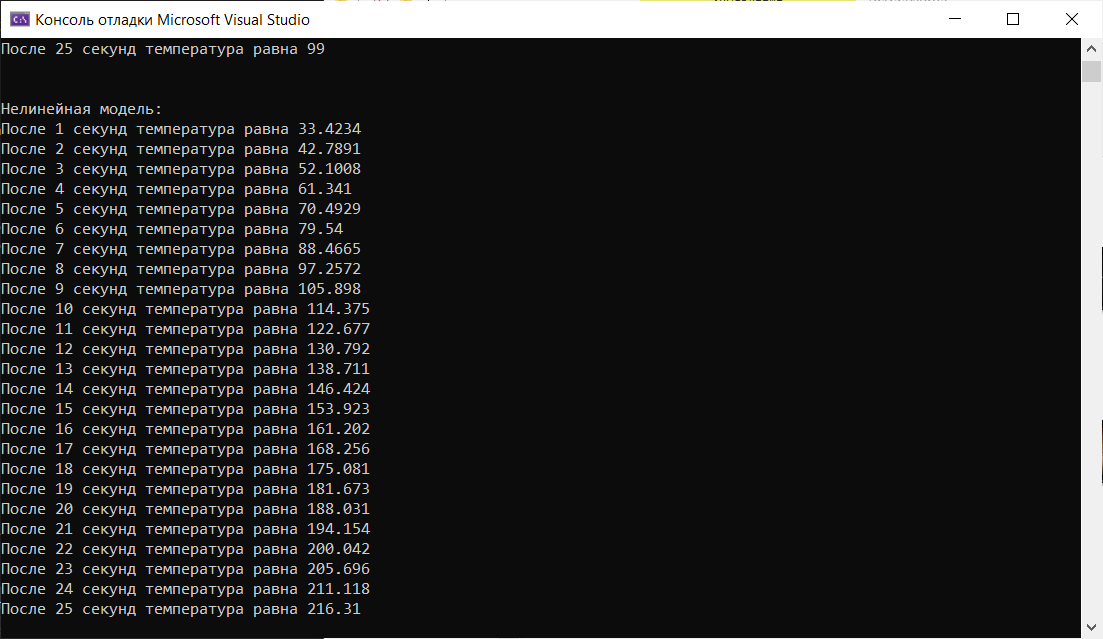 Консоль отладки Microsoft Visual Studio
После 25 секунд температура равна 99
Нелинейная модель:
После 1 секунд температура равна 33.4234
После 2 секунд температура равна 42.7891
После 3 секунд температура равна 52.1008
После 4 секунд температура равна 61.341
После 5 секунд температура равна 70.4929
После 6 секунд температура равна 79.54
После 7 секунд температура равна 88.4665
После 8 секунд температура равна 97.2572
После 9 секунд температура равна 105.898
После 10 секунд температура равна 114.375
После 11 секунд температура равна 122.677
После 12 секунд температура равна 130.792
После 13 секунд температура равна 138.711
После 14 секунд температура равна 146.424
После 15 секунд температура равна 153.923
После 16 секунд температура равна 161.202
После 17 секунд температура равна 168.256
После 18 секунд температура равна 175.081
После 19 секунд температура равна 181.673
После 20 секунд температура равна 188.031
После 21 секунд температура равна 194.154
После 22 секунд температура равна 200.042
После 23 секунд температура равна 205.696
После 24 секунд температура равна 211.118
После 25 секунд температура равна 216.31